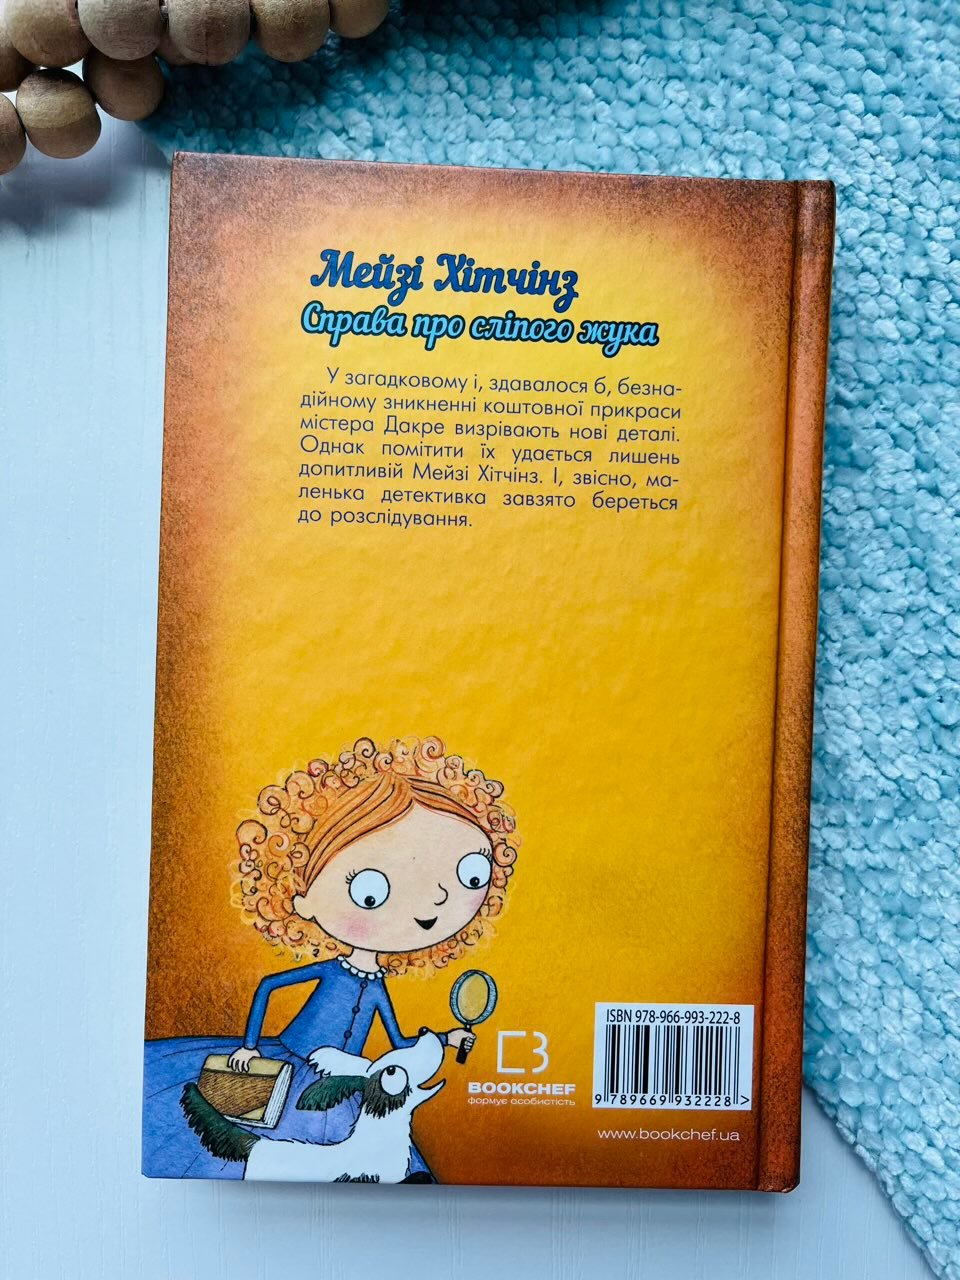 Мейзі Хітчінз
Справа про сліпого жука
У загадковому і, здавалося б, безна-
дійному зникненні коштовної прикраси
містера Дакре визрівають нові деталі.
Однак помітити їх удається лишень
допитливій Мейзі Хітчінз. І, звісно, ма-
ленька детективка завзято береться
до розслідування.
ISBN 978-966-993-222-8
9 789669 932228 >
BOOKCHEF
формує особистість
www.bookchef.ua